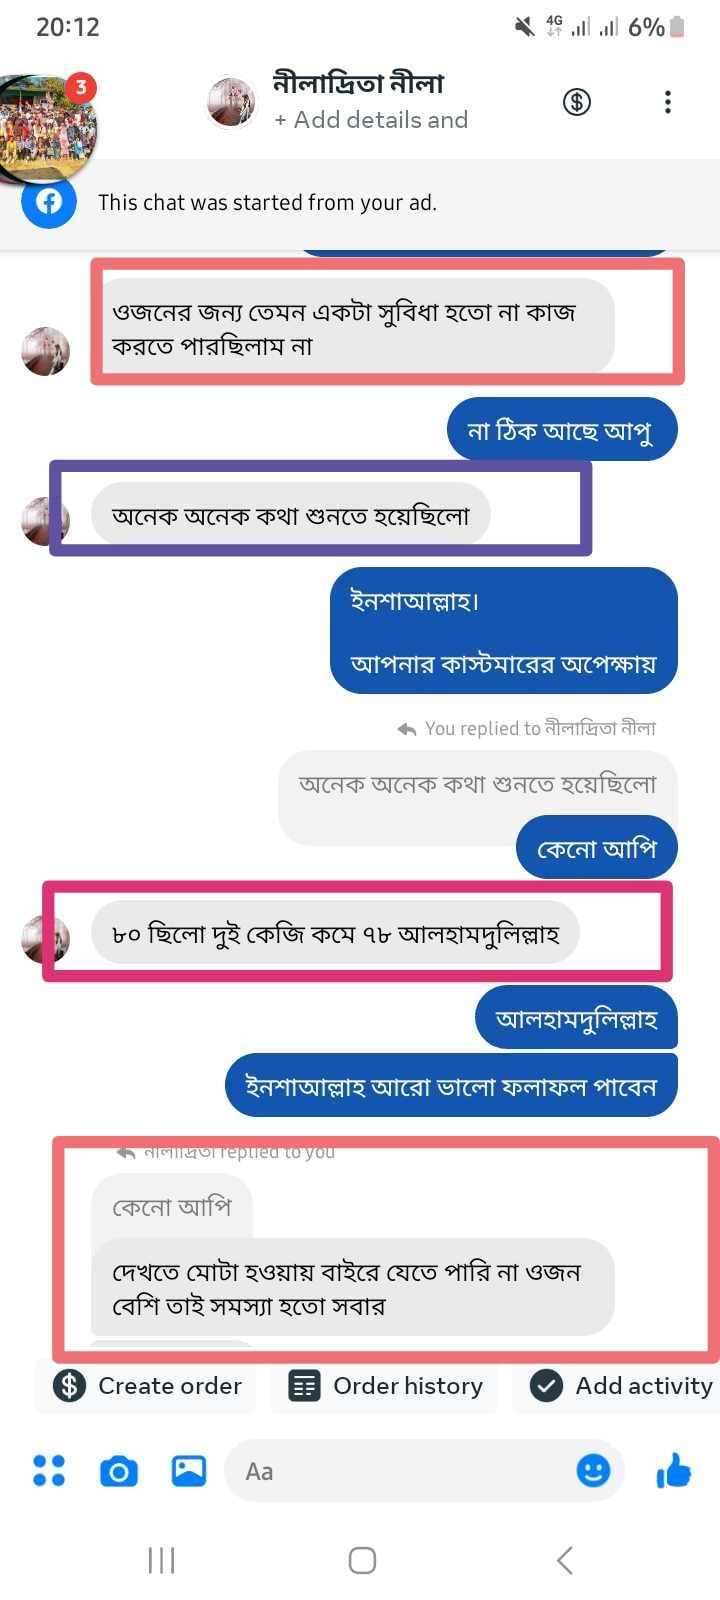 20:12
4G
6%
3
নীলাদ্রিতা নীলা
+ Add details and
This chat was started from your ad.
ওজনের জন্য তেমন একটা সুবিধা হতো না কাজ
করতে পারছিলাম না
না ঠিক আছে আপু
অনেক অনেক কথা শুনতে হয়েছিলো
ইনশাআল্লাহ।
আপনার কাস্টমারের অপেক্ষায়
You replied to নীলাদ্রিতা নীলা
অনেক অনেক কথা শুনতে হয়েছিলো
কেনো আপি
৮০ ছিলো দুই কেজি কমে ৭৮ আলহামদুলিল্লাহ
আলহামদুলিল্লাহ
ইনশাআল্লাহ আরো ভালো ফলাফল পাবেন
নীলাদ্রিতা replied to you
কেনো আপি
দেখতে মোটা হওয়ায় বাইরে যেতে পারি না ওজন
বেশি তাই সমস্যা হতো সবার
Create order
Order history
Add activity
Aa